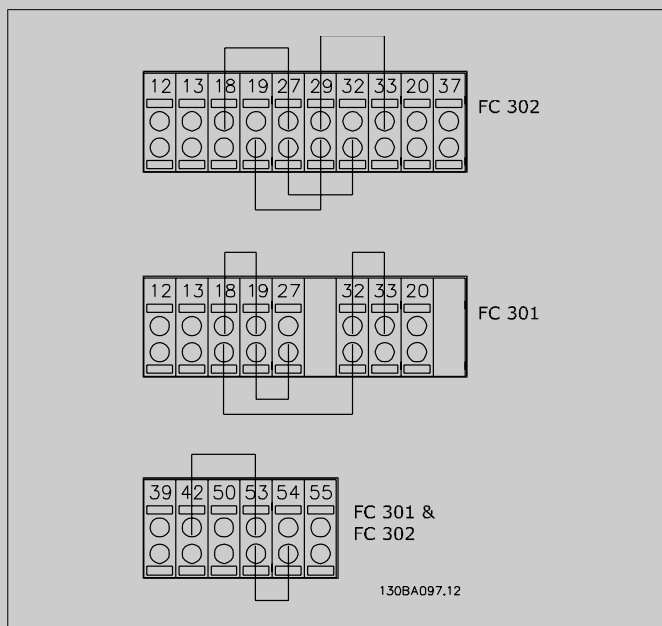 12 13 18 19 27 29 32 33 20 37
FC 302
12 13 18 19 27 32 33 20
FC 301
39 42 50 53 54 55
FC 301 &
FC 302
130BA097.12